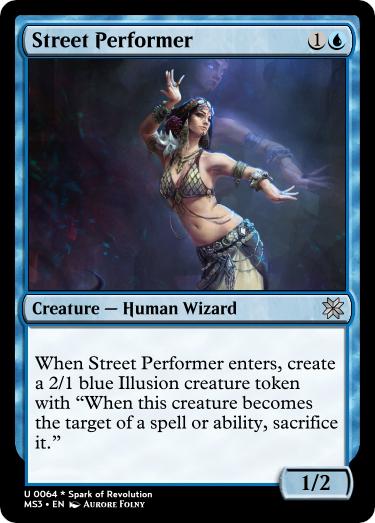 Street Performer 1
Creature — Human Wizard
When Street Performer enters, create
a 2/1 blue Illusion creature token
with “When this creature becomes
the target of a spell or ability, sacrifice
it.”
1/2
U 0064 * Spark of Revolution
MS3 • EN Aurore Folny